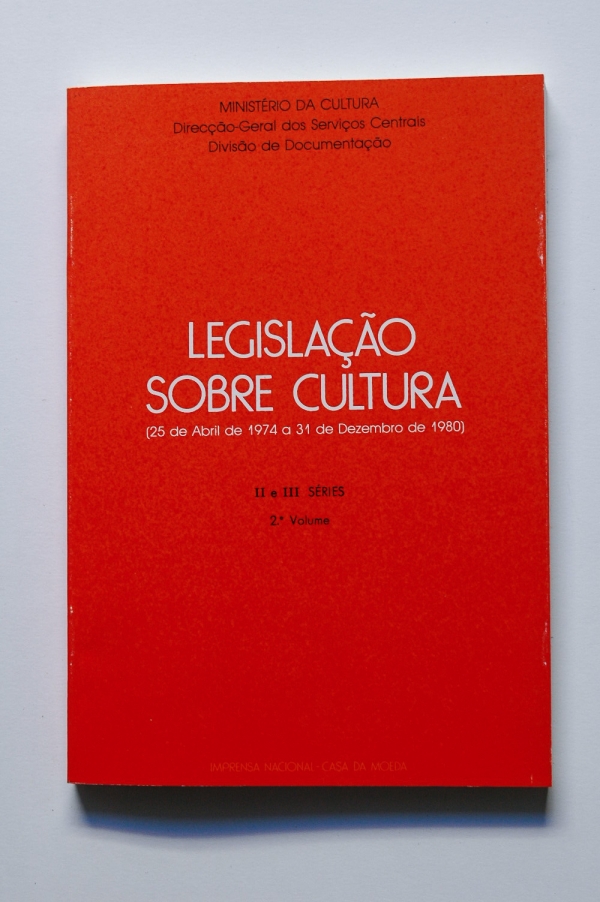 MINISTÉRIO DA CULTURA
Direcção-Geral dos Serviços Centrais
Divisão de Documentação
LEGISLAÇÃO
SOBRE CULTURA
(25 de Abril de 1974 a 31 de Dezembro de 1980)
II e III SÉRIES
2.º Volume
IMPRENSA NACIONAL - CASA DA MOEDA